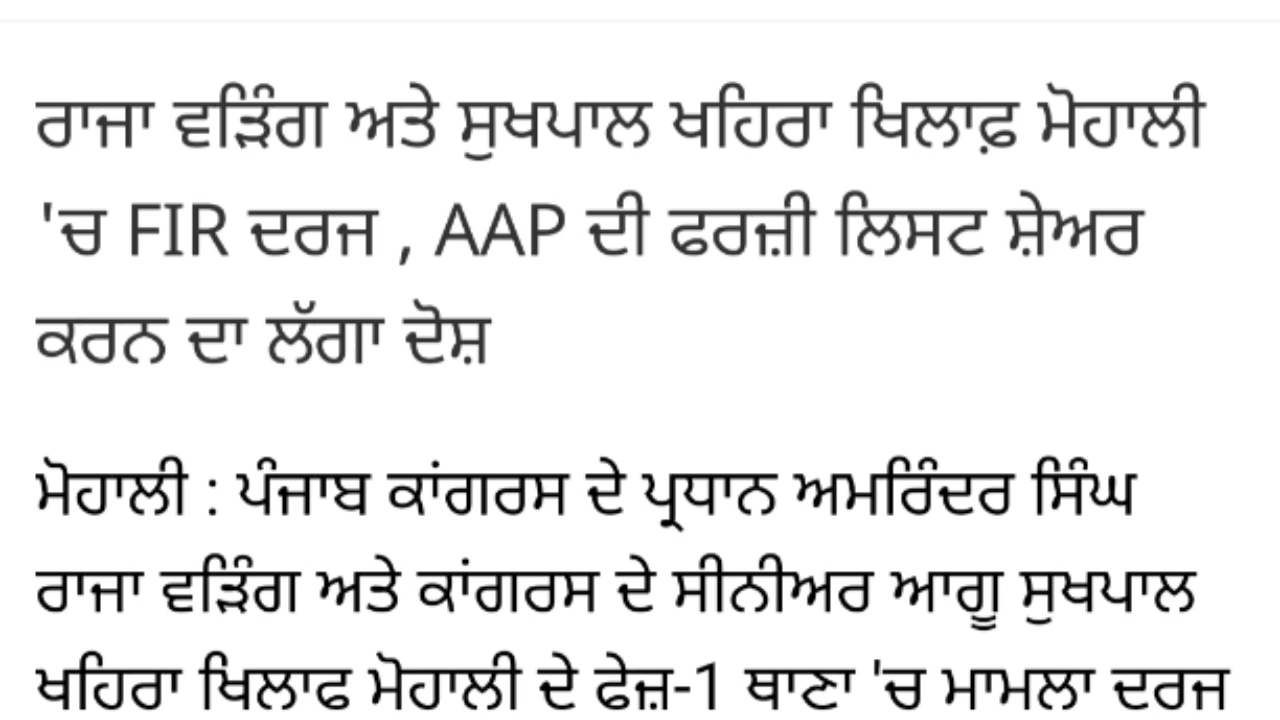 ਰਾਜਾ ਵੜਿੰਗ ਅਤੇ ਸੁਖਪਾਲ ਖਹਿਰਾ ਖਿਲਾਫ਼ ਮੋਹਾਲੀ
'ਚ FIR ਦਰਜ , AAP ਦੀ ਫਰਜ਼ੀ ਲਿਸਟ ਸ਼ੇਅਰ
ਕਰਨ ਦਾ ਲੱਗਾ ਦੋਸ਼
ਮੋਹਾਲੀ : ਪੰਜਾਬ ਕਾਂਗਰਸ ਦੇ ਪ੍ਰਧਾਨ ਅਮਰਿੰਦਰ ਸਿੰਘ
ਰਾਜਾ ਵੜਿੰਗ ਅਤੇ ਕਾਂਗਰਸ ਦੇ ਸੀਨੀਅਰ ਆਗੂ ਸੁਖਪਾਲ
ਖਹਿਰਾ ਖਿਲਾਫ ਮੋਹਾਲੀ ਦੇ ਫੇਜ਼-1 ਥਾਣਾ 'ਚ ਮਾਮਲਾ ਦਰਜ